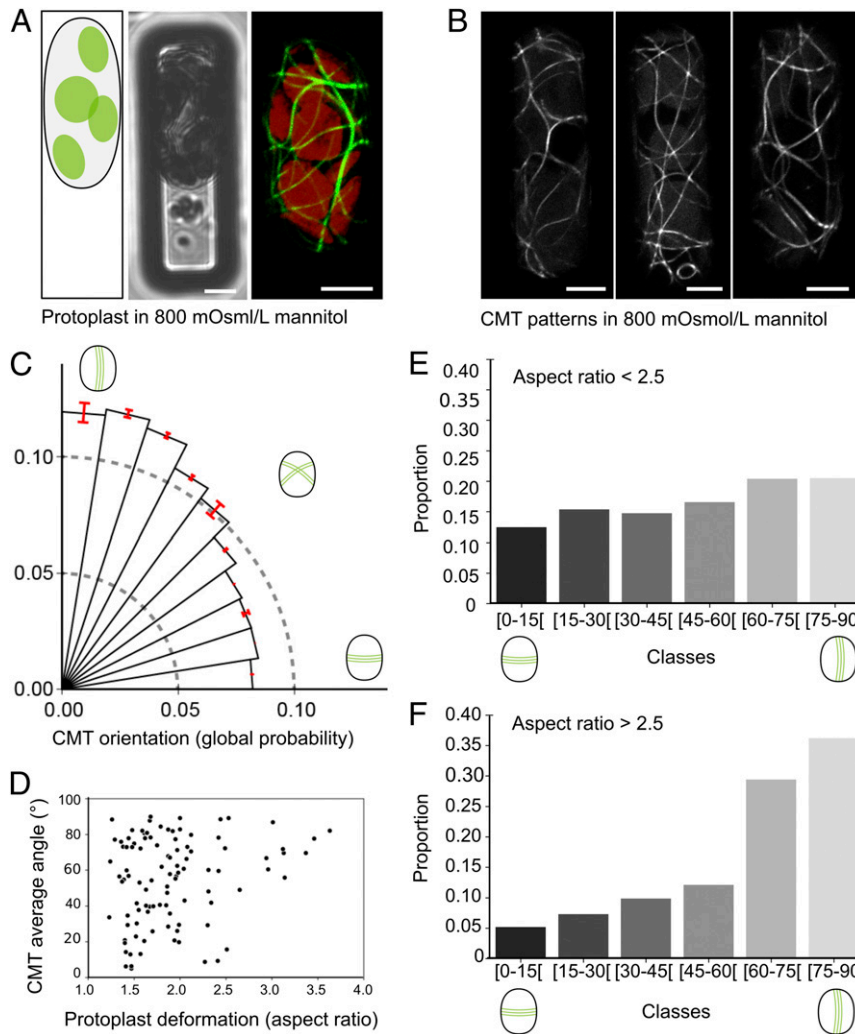 A
B
Protoplast in 800 mOsml/L mannitol
CMT patterns in 800 mOsmol/L mannitol
C
0.10
0.05
0.00
0.00 0.05 0.10
CMT orientation (global probability)
D
CMT average angle (°)
100
80
60
40
20
0
1.0 1.5 2.0 2.5 3.0 3.5 4.0
Protoplast deformation (aspect ratio)
E
Aspect ratio < 2.5
Proportion
0.40
0.35
0.30
0.25
0.20
0.15
0.10
0.05
0
[0-15[ [15-30[ [30-45[ [45-60[ [60-75[ [75-90[
Classes
F
Aspect ratio > 2.5
Proportion
0.40
0.35
0.30
0.25
0.20
0.15
0.10
0.05
0.00
[0-15[ [15-30[ [30-45[ [45-60[ [60-75[ [75-90[
Classes